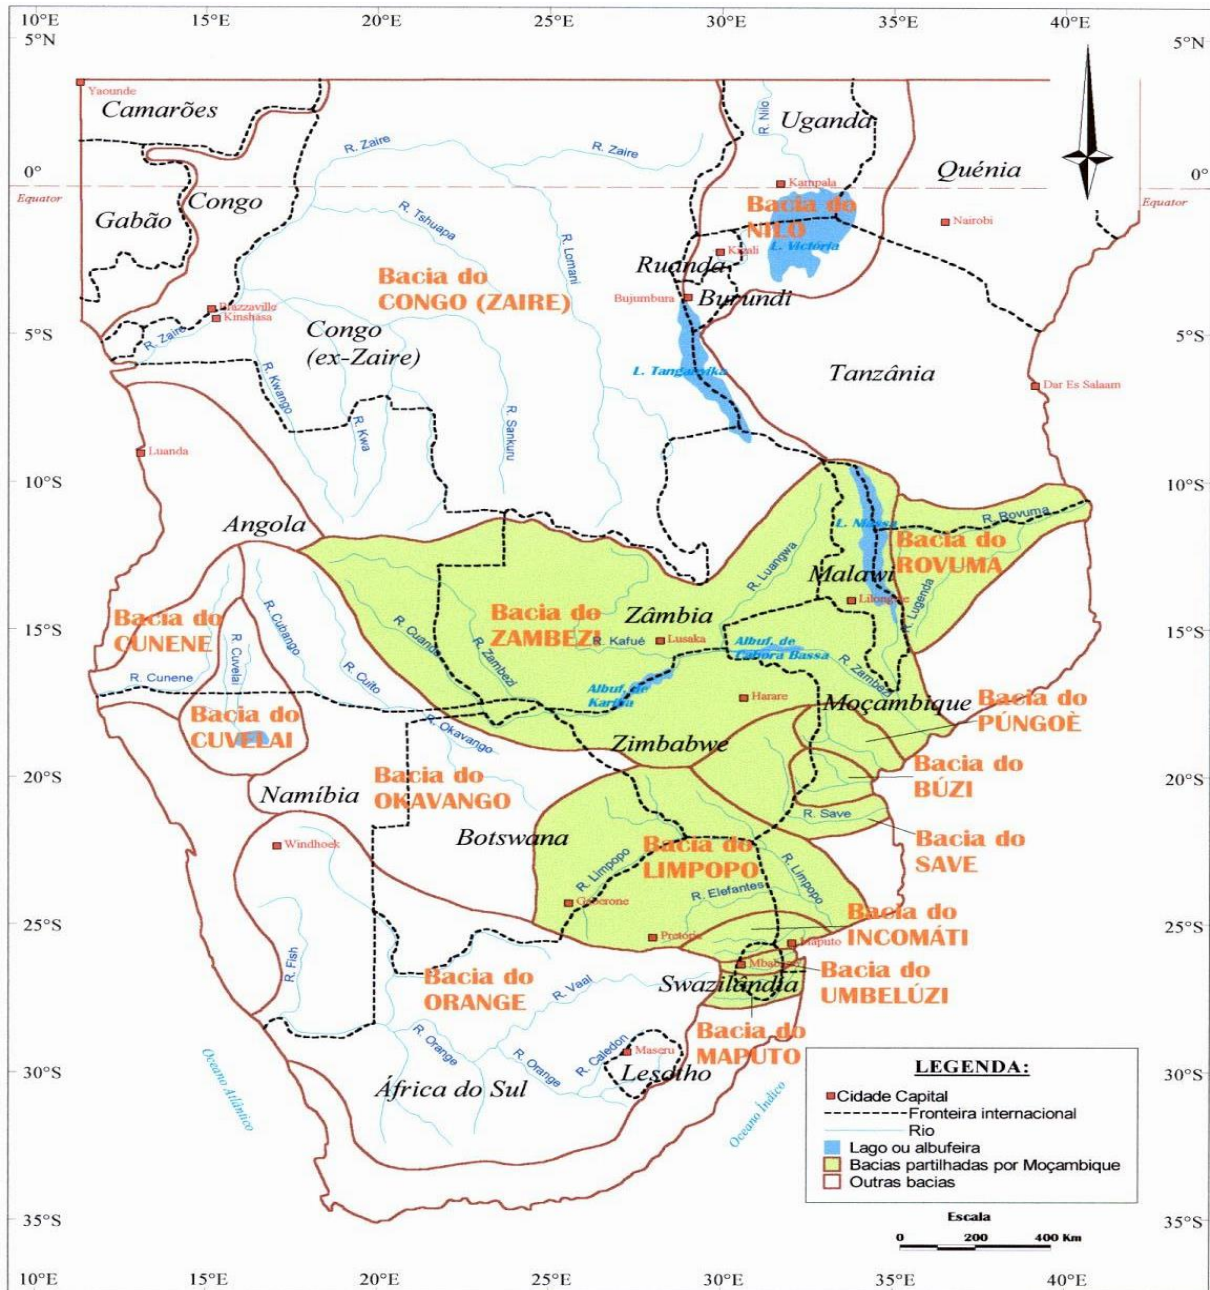 10°E 15°E 20°E 25°E 30°E 35°E 40°E
5°N 5°N
Yaounde
Camarões
R. Nilo
Uganda
R. Zaire
R. Zaire
0° 0°
Equator Equator
Congo
Gabão
Quénia
Kampala
Nairobi
Bacia do
NILO
L. Victória
R. Tshuapa
R. Lomani
Kigali
Ruanda
Bujumbura
Burundi
Bacia do
CONGO (ZAIRE)
Brazzaville
Kinshasa
Congo
(ex-Zaire)
5°S 5°S
R. Zaire
R. Kwango
R. Kwa
R. Sankuru
L. Tanganyika
Tanzânia
Dar Es Salaam
Luanda
10°S 10°S
Angola
L. Niassa
R. Rovuma
Bacia do
ROVUMA
R. Luangwa
Malawi
Lilongwe
R. Lugenda
Bacia do
CUNENE
R. Cubango
R. Cuvelai
R. Cuando
Bacia do
ZAMBEZI
Zâmbia
R. Kafué
Lusaka
Albuf. de
Cabora Bassa
15°S 15°S
R. Cunene
R. Cuito
R. Zambezi
R. Zambezi
Albuf. de
Kariba
Harare
Moçambique
Bacia do
PÚNGOÈ
Bacia do
CUVELAI
R. Okavango
Zimbabwe
Bacia do
BÚZI
20°S 20°S
Bacia do
OKAVANGO
Namíbia
Botswana
R. Save
Bacia do
SAVE
Windhoek
Bacia do
LIMPOPO
R. Limpopo
R. Limpopo
R. Elefantes
Gaberone
Pretória
25°S 25°S
Bacia do
INCOMÁTI
Maputo
R. Fish
Bacia do
ORANGE
R. Vaal
Swazilândia
Bacia do
UMBELÚZI
Bacia do
MAPUTO
R. Orange
R. Orange
R. Caledon
Maseru
Lesotho
África do Sul
30°S 30°S
Oceano Atlântico
Oceano Índico
LEGENDA:
Cidade Capital
Fronteira internacional
Rio
Lago ou albufeira
Bacias partilhadas por Moçambique
Outras bacias
35°S 35°S
Escala
0 200 400 Km
10°E 15°E 20°E 25°E 30°E 35°E 40°E